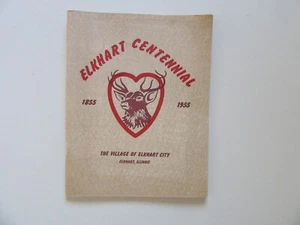 ELKHART CENTENNIAL
1855 1955
THE VILLAGE OF ELKHART CITY
ELKHART, ILLINOIS